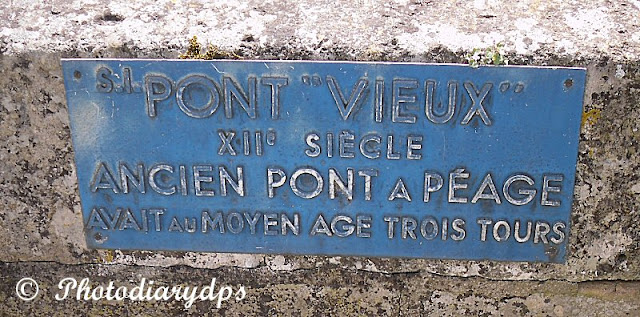 S.I. PONT "VIEUX"
XIIe SIÈCLE
ANCIEN PONT A PÉAGE
AVAIT AU MOYEN AGE TROIS TOURS
© Photodiarydps